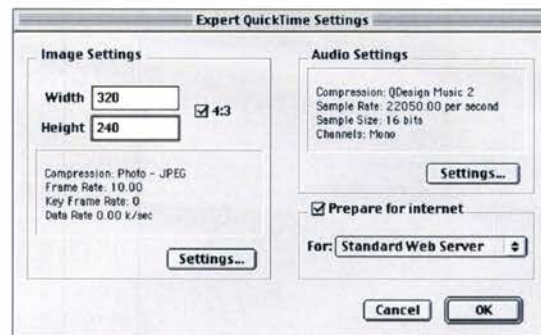 Expert QuickTime Settings
Image Settings
Width 320
Height 240
4:3
Compression: Photo - JPEG
Frame Rate: 10.00
Key Frame Rate: 0
Data Rate 0.00 k/sec
Settings...
Audio Settings
Compression: QDesign Music 2
Sample Rate: 22050.00 per second
Sample Size: 16 bits
Channels: Mono
Settings...
Prepare for internet
For: Standard Web Server
Cancel
OK